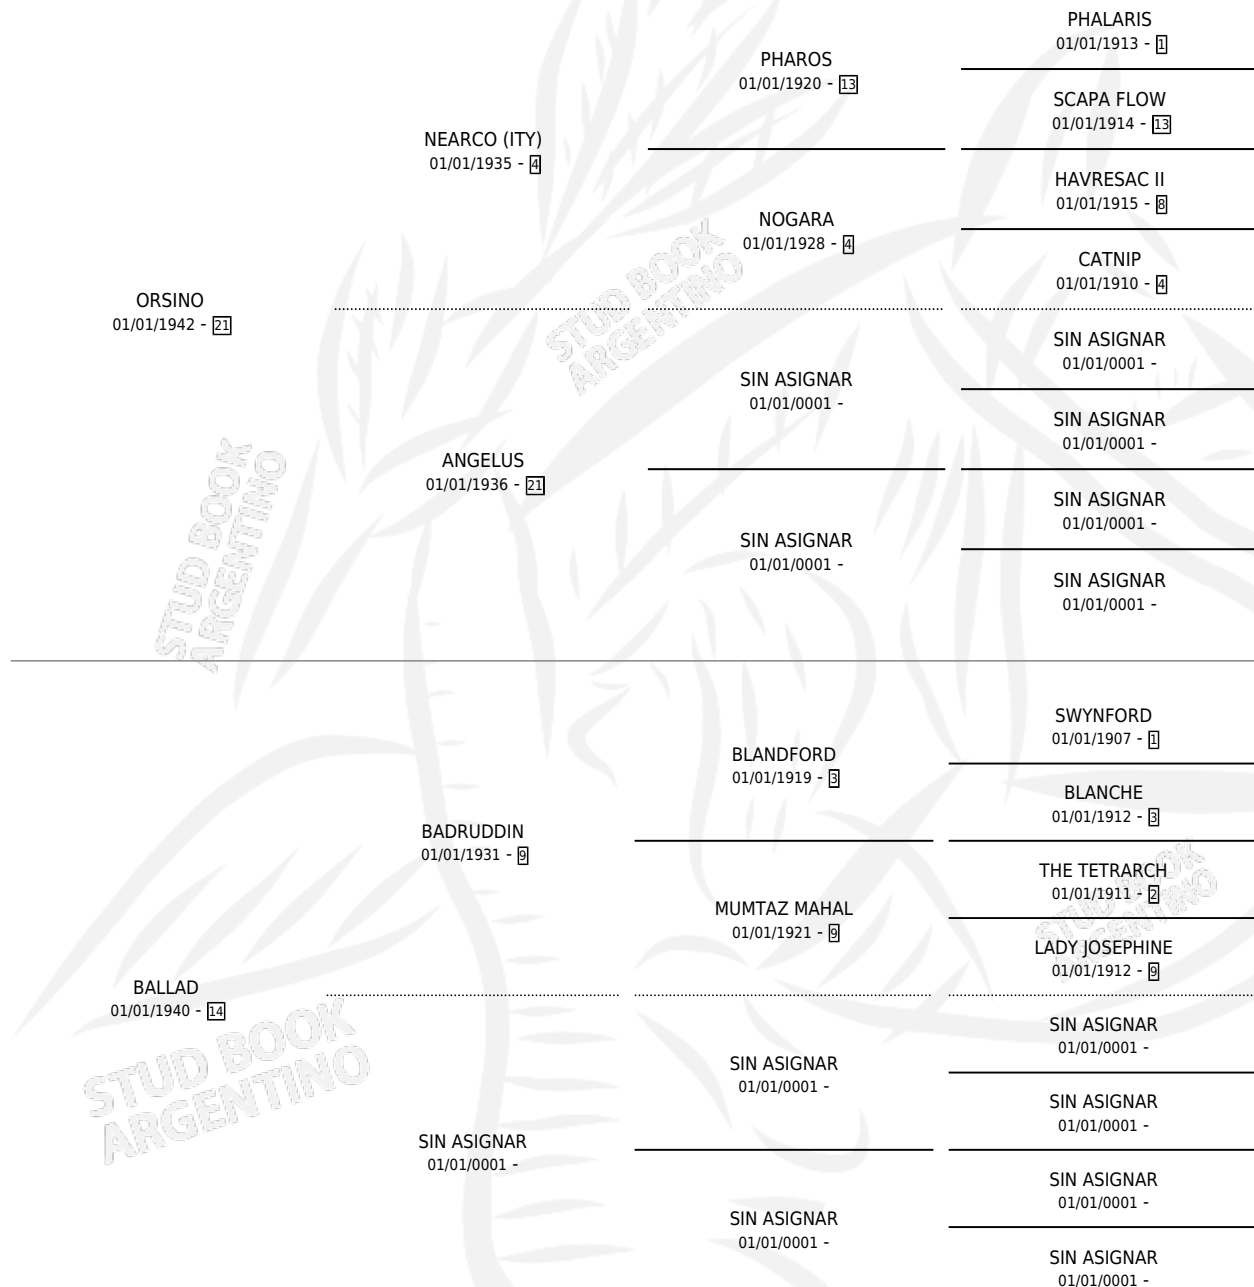 PHALARIS
01/01/1913 - 1
PHAROS
01/01/1920 - 13
SCAPA FLOW
01/01/1914 - 13
NEARCO (ITY)
01/01/1935 - 4
HAVRESAC II
01/01/1915 - 8
NOGARA
01/01/1928 - 4
CATNIP
01/01/1910 - 4
ORSINO
01/01/1942 - 21
SIN ASIGNAR
01/01/0001 -
SIN ASIGNAR
01/01/0001 -
SIN ASIGNAR
01/01/0001 -
ANGELUS
01/01/1936 - 21
SIN ASIGNAR
01/01/0001 -
SIN ASIGNAR
01/01/0001 -
SIN ASIGNAR
01/01/0001 -
SWYNFORD
01/01/1907 - 1
BLANDFORD
01/01/1919 - 3
BLANCHE
01/01/1912 - 3
BADRUDDIN
01/01/1931 - 9
THE TETRARCH
01/01/1911 - 2
MUMTAZ MAHAL
01/01/1921 - 9
LADY JOSEPHINE
01/01/1912 - 9
BALLAD
01/01/1940 - 14
SIN ASIGNAR
01/01/0001 -
SIN ASIGNAR
01/01/0001 -
SIN ASIGNAR
01/01/0001 -
SIN ASIGNAR
01/01/0001 -
SIN ASIGNAR
01/01/0001 -
SIN ASIGNAR
01/01/0001 -
SIN ASIGNAR
01/01/0001 -
STUD BOOK
ARGENTINO
STUD BOOK
ARGENTINO
STUD BOOK
ARGENTINO
STUD BOOK
ARGENTINO